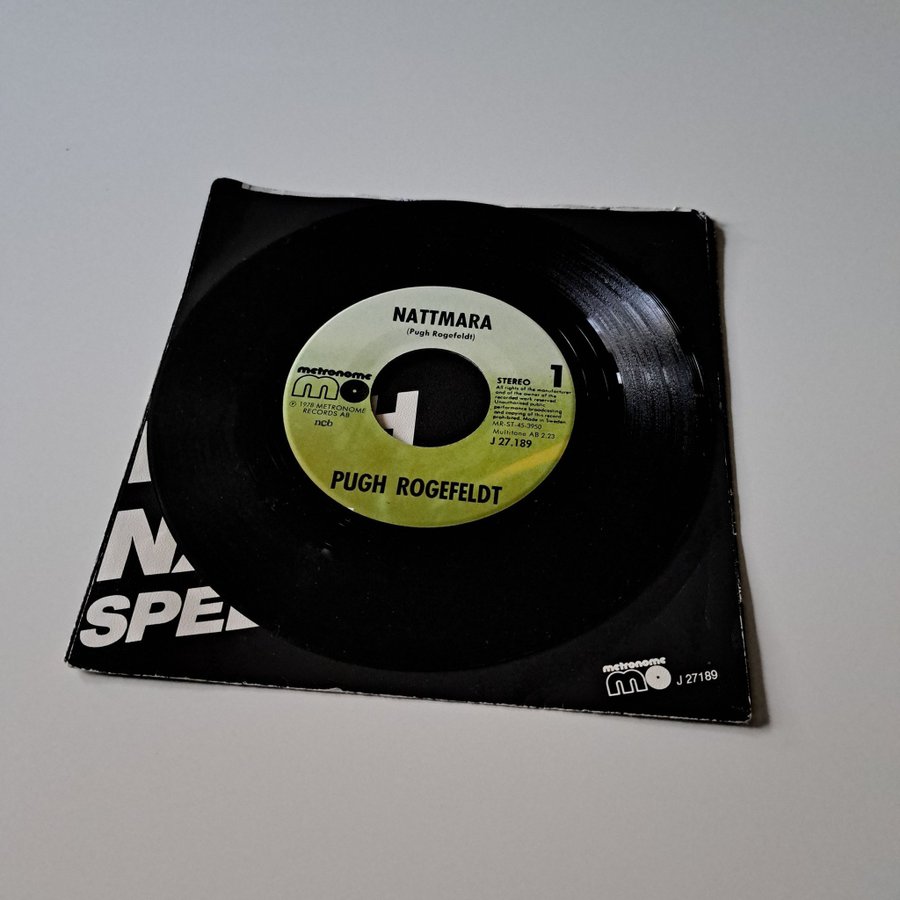 NATTMARA
(Pugh Rogefeldt)
metronome
mo
℗ 1978 METRONOME
RECORDS AB
ncb
STEREO
1
All rights of the manufacturer
and of the owner of the
recorded work reserved.
Unauthorised public
performance broadcasting
and copying of this record
prohibited. Made in Sweden
MR-ST-45-3950
Multitone AB 2.23
J 27.189
PUGH ROGEFELDT
metronome
mo
J 27189